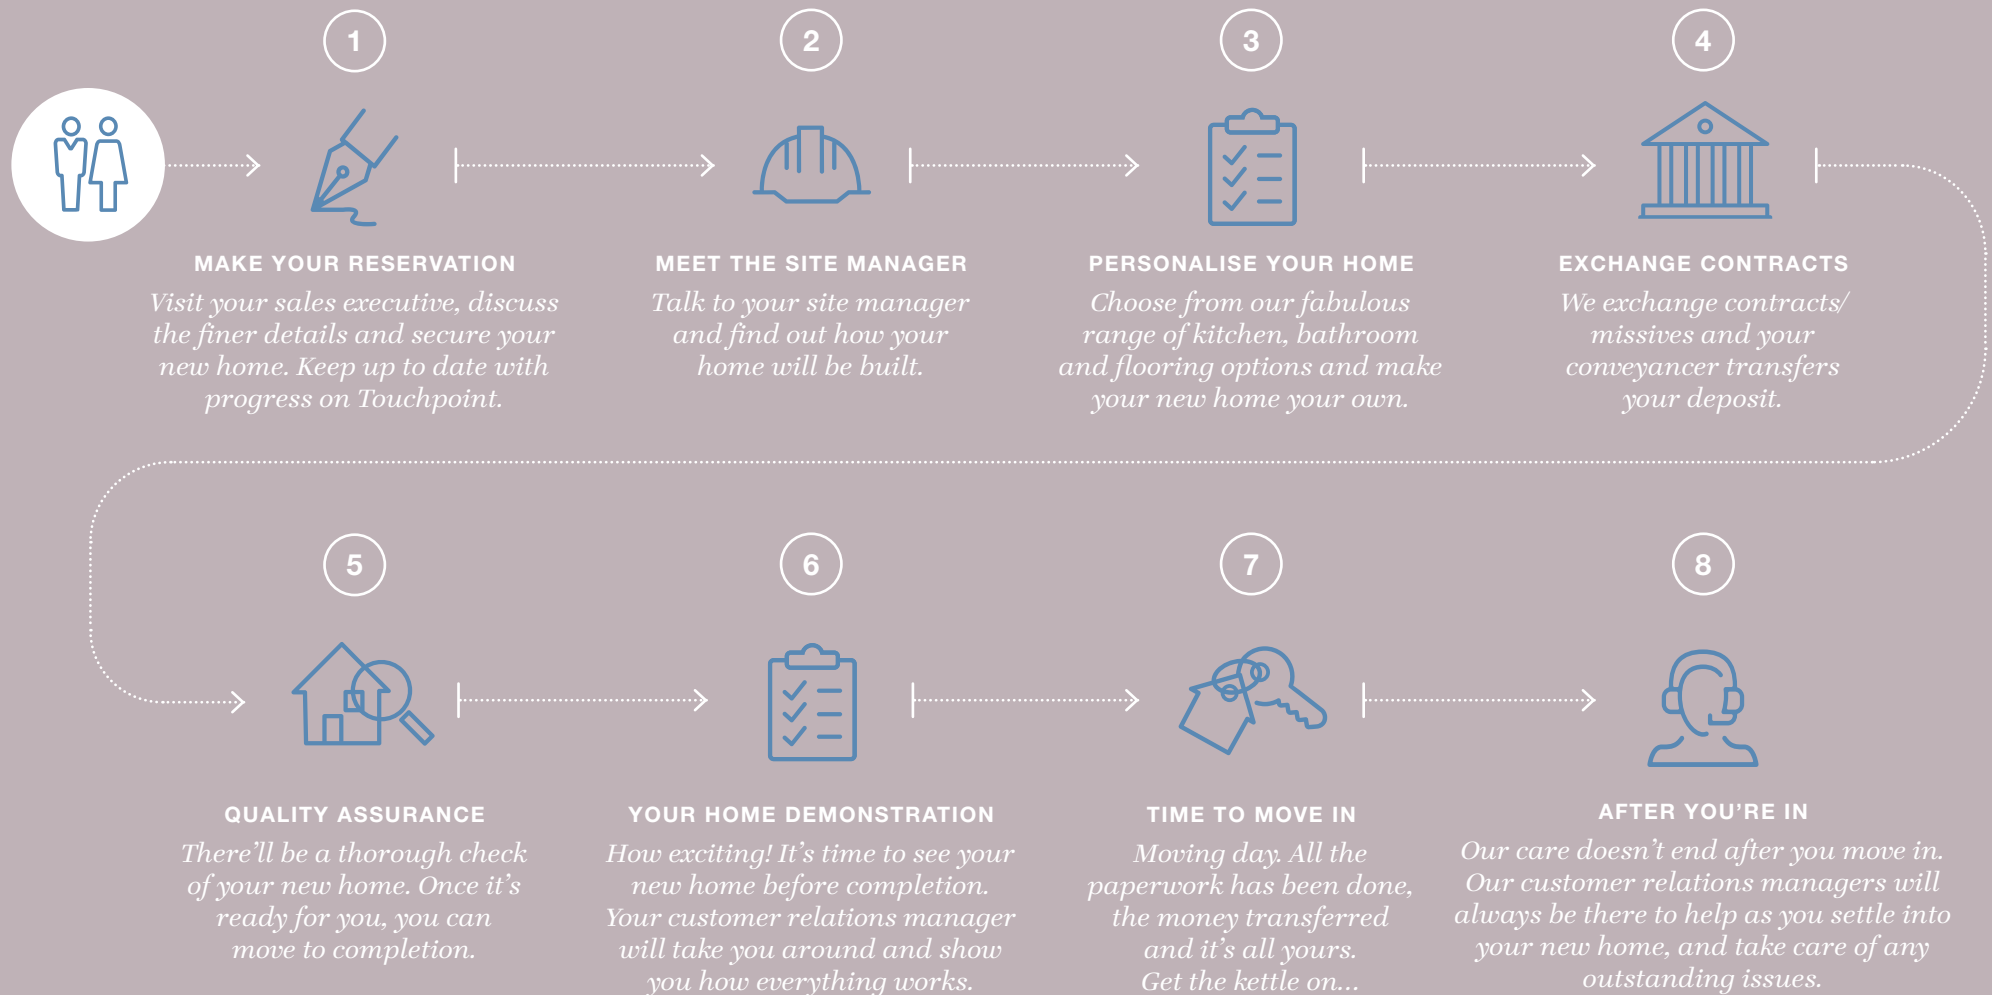 1
MAKE YOUR RESERVATION
Visit your sales executive, discuss
the finer details and secure your
new home. Keep up to date with
progress on Touchpoint.
2
MEET THE SITE MANAGER
Talk to your site manager
and find out how your
home will be built.
3
PERSONALISE YOUR HOME
Choose from our fabulous
range of kitchen, bathroom
and flooring options and make
your new home your own.
4
EXCHANGE CONTRACTS
We exchange contracts/
missives and your
conveyancer transfers
your deposit.
5
QUALITY ASSURANCE
There’ll be a thorough check
of your new home. Once it’s
ready for you, you can
move to completion.
6
YOUR HOME DEMONSTRATION
How exciting! It’s time to see your
new home before completion.
Your customer relations manager
will take you around and show
you how everything works.
7
TIME TO MOVE IN
Moving day. All the
paperwork has been done,
the money transferred
and it’s all yours.
Get the kettle on...
8
AFTER YOU’RE IN
Our care doesn’t end after you move in.
Our customer relations managers will
always be there to help as you settle into
your new home, and take care of any
outstanding issues.